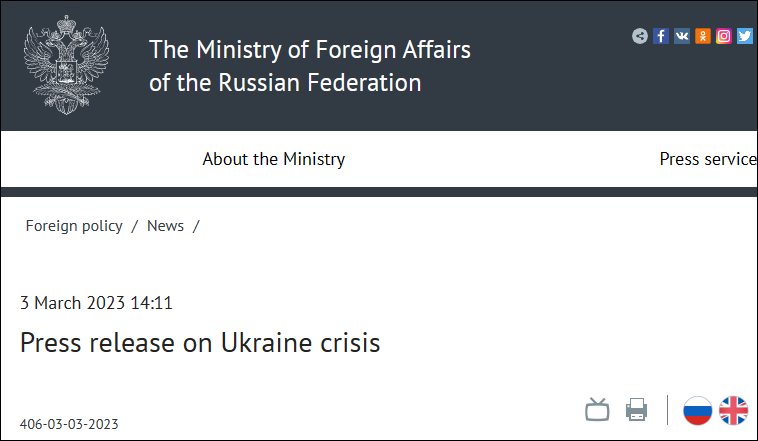 The Ministry of Foreign Affairs
of the Russian Federation
About the Ministry
Press service
Foreign policy / News /
3 March 2023 14:11
Press release on Ukraine crisis
406-03-03-2023